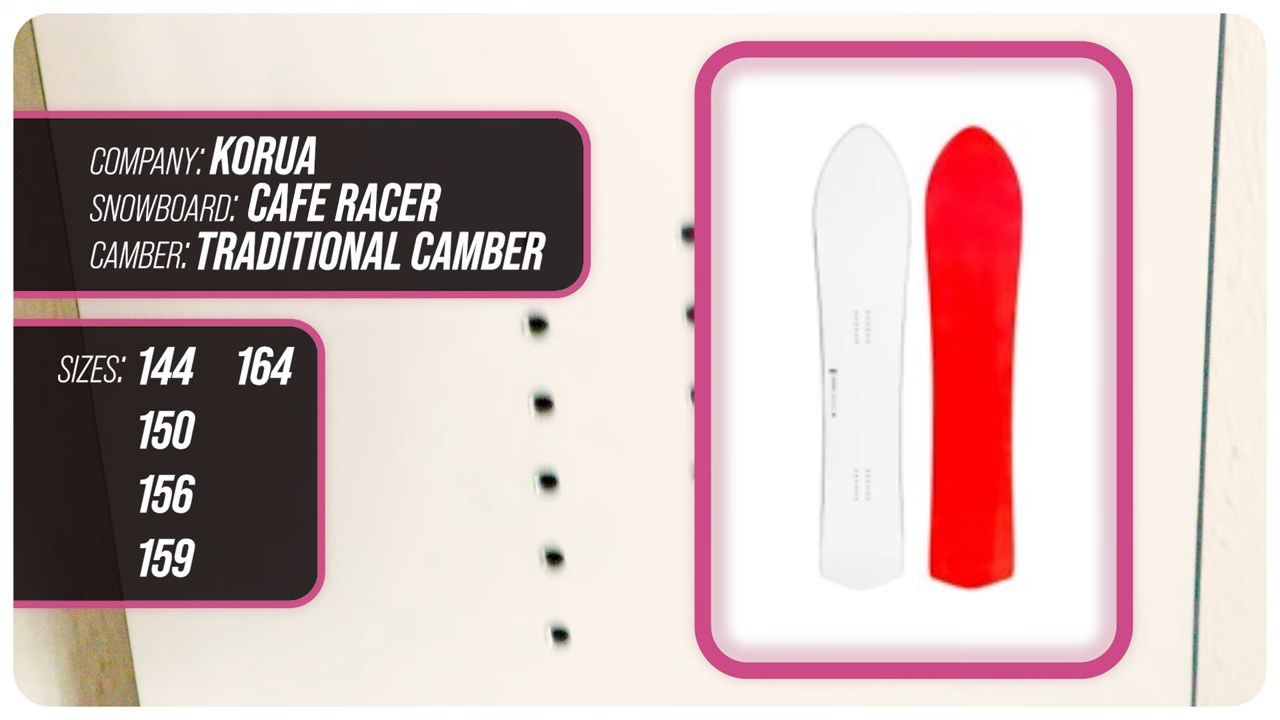 COMPANY: KORUA
SNOWBOARD: CAFE RACER
CAMBER: TRADITIONAL CAMBER
SIZES: 144 164
150
156
159